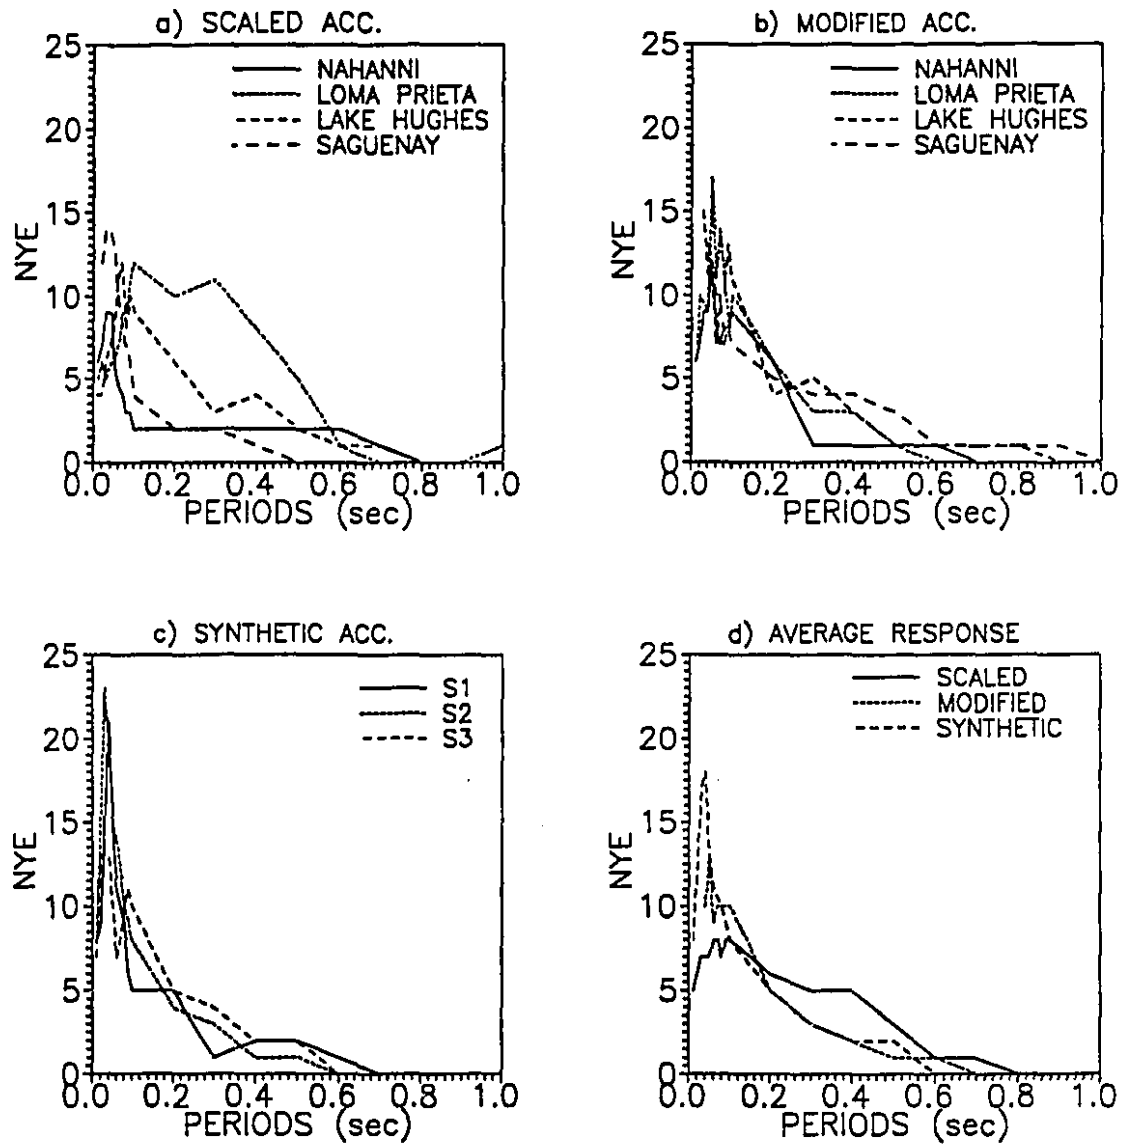 a) SCALED ACC.
25
20
15
10
5
0
NYE
NAHANNI
LOMA PRIETA
LAKE HUGHES
SAGUENAY
0.0 0.2 0.4 0.6 0.8 1.0
PERIODS (sec)
b) MODIFIED ACC.
25
20
15
10
5
0
NYE
NAHANNI
LOMA PRIETA
LAKE HUGHES
SAGUENAY
0.0 0.2 0.4 0.6 0.8 1.0
PERIODS (sec)
c) SYNTHETIC ACC.
25
20
15
10
5
0
NYE
S1
S2
S3
0.0 0.2 0.4 0.6 0.8 1.0
PERIODS (sec)
d) AVERAGE RESPONSE
25
20
15
10
5
0
NYE
SCALED
MODIFIED
SYNTHETIC
0.0 0.2 0.4 0.6 0.8 1.0
PERIODS (sec)